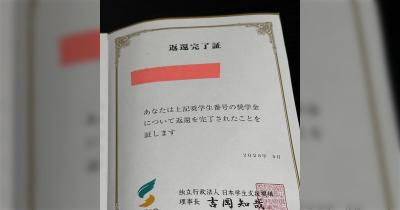 返還完了証
あなたは上記奨学生番号の奨学金
について返還を完了されたことを
証します
独立行政法人 日本学生支援機構
理事長 吉岡知哉